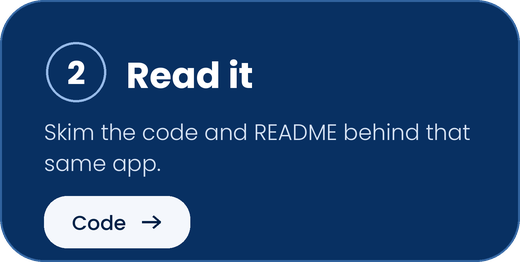 2 Read it
Skim the code and README behind that
same app.
Code →